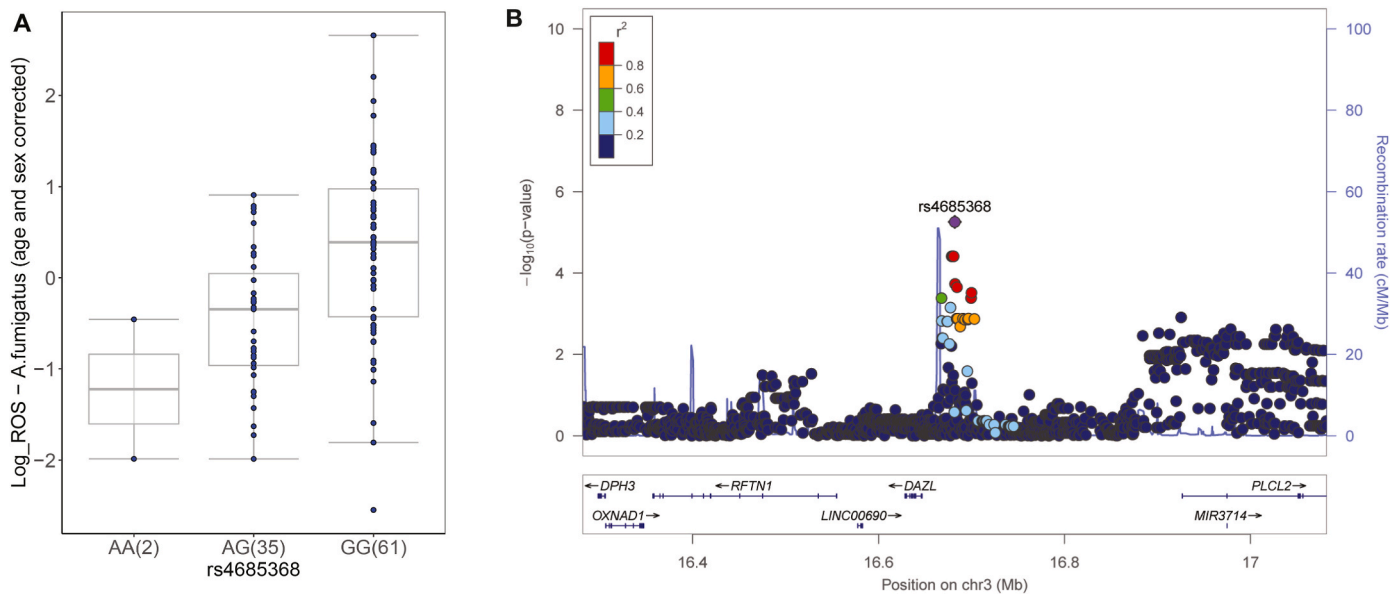 A
Log_ROS − A.fumigatus (age and sex corrected)
2
1
0
−1
−2
AA(2)
AG(35)
GG(61)
rs4685368
B
r2
0.8
0.6
0.4
0.2
rs4685368
−log10(p−value)
10
8
6
4
2
0
Recombination rate (cM/Mb)
100
80
60
40
20
0
←DPH3
←RFTN1
←DAZL
PLCL2→
OXNAD1→
LINC00690→
MIR3714→
16.4
16.6
16.8
17
Position on chr3 (Mb)